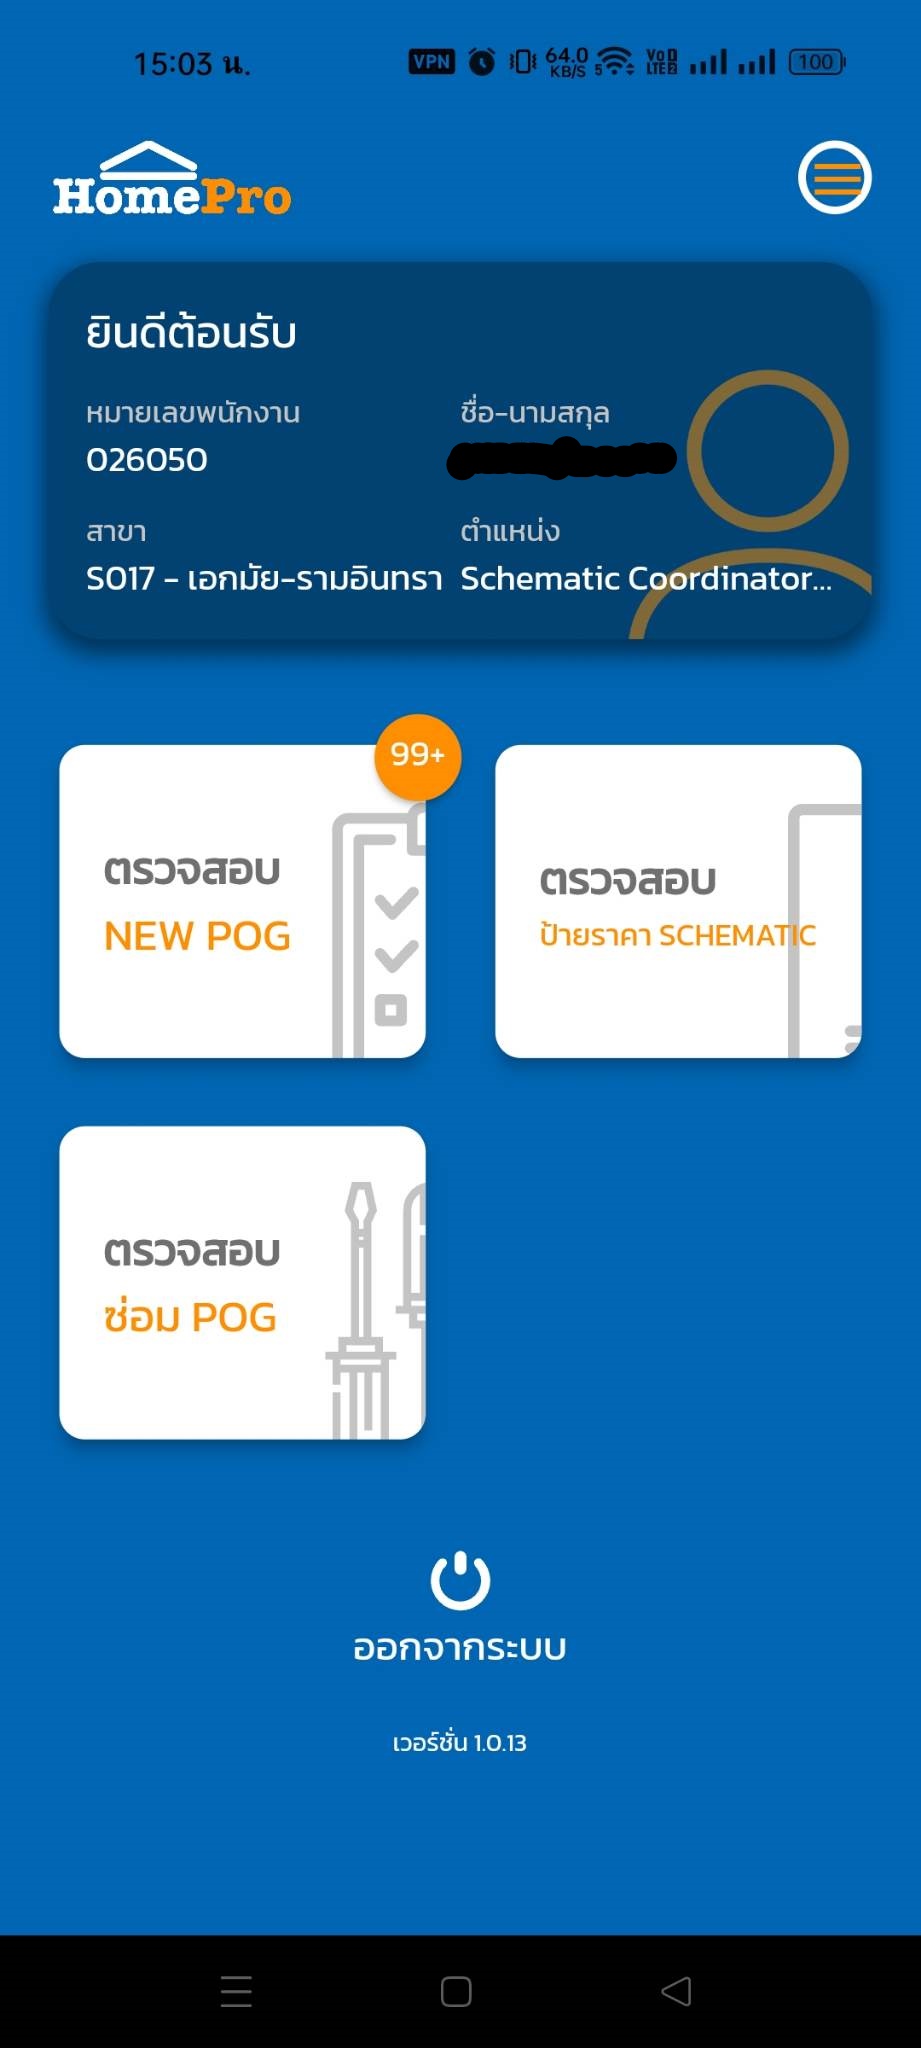 15:03 น.
VPN 64.0 KB/S 5 Vo LTE 1 2 100
HomePro
ยินดีต้อนรับ
หมายเลขพนักงาน ชื่อ-นามสกุล
026050
สาขา ตำแหน่ง
S017 - เอกมัย-รามอินทรา Schematic Coordinator...
99+
ตรวจสอบ
NEW POG
ตรวจสอบ
ป้ายราคา SCHEMATIC
ตรวจสอบ
ซ่อม POG
ออกจากระบบ
เวอร์ชั่น 1.0.13